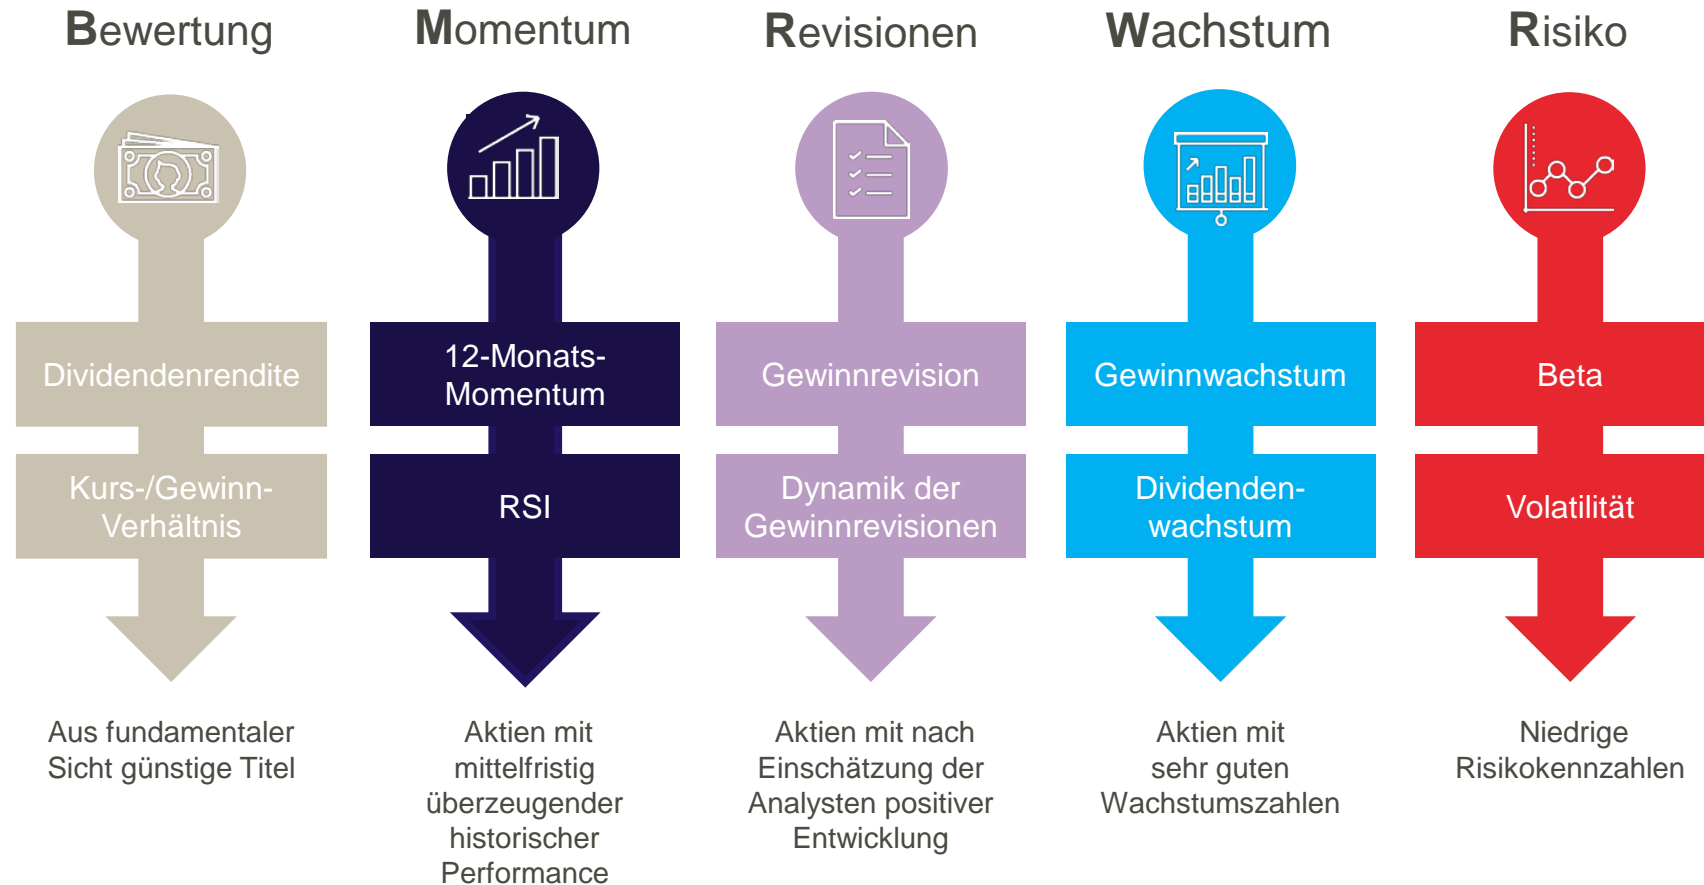 Bewertung
Momentum
Revisionen
Wachstum
Risiko
Dividendenrendite
12-Monats-
Momentum
Gewinnrevision
Gewinnwachstum
Beta
Kurs-/Gewinn-
Verhältnis
RSI
Dynamik der
Gewinnrevisionen
Dividenden-
wachstum
Volatilität
Aus fundamentaler
Sicht günstige Titel
Aktien mit
mittelfristig
überzeugender
historischer
Performance
Aktien mit nach
Einschätzung der
Analysten positiver
Entwicklung
Aktien mit
sehr guten
Wachstumszahlen
Niedrige
Risikokennzahlen